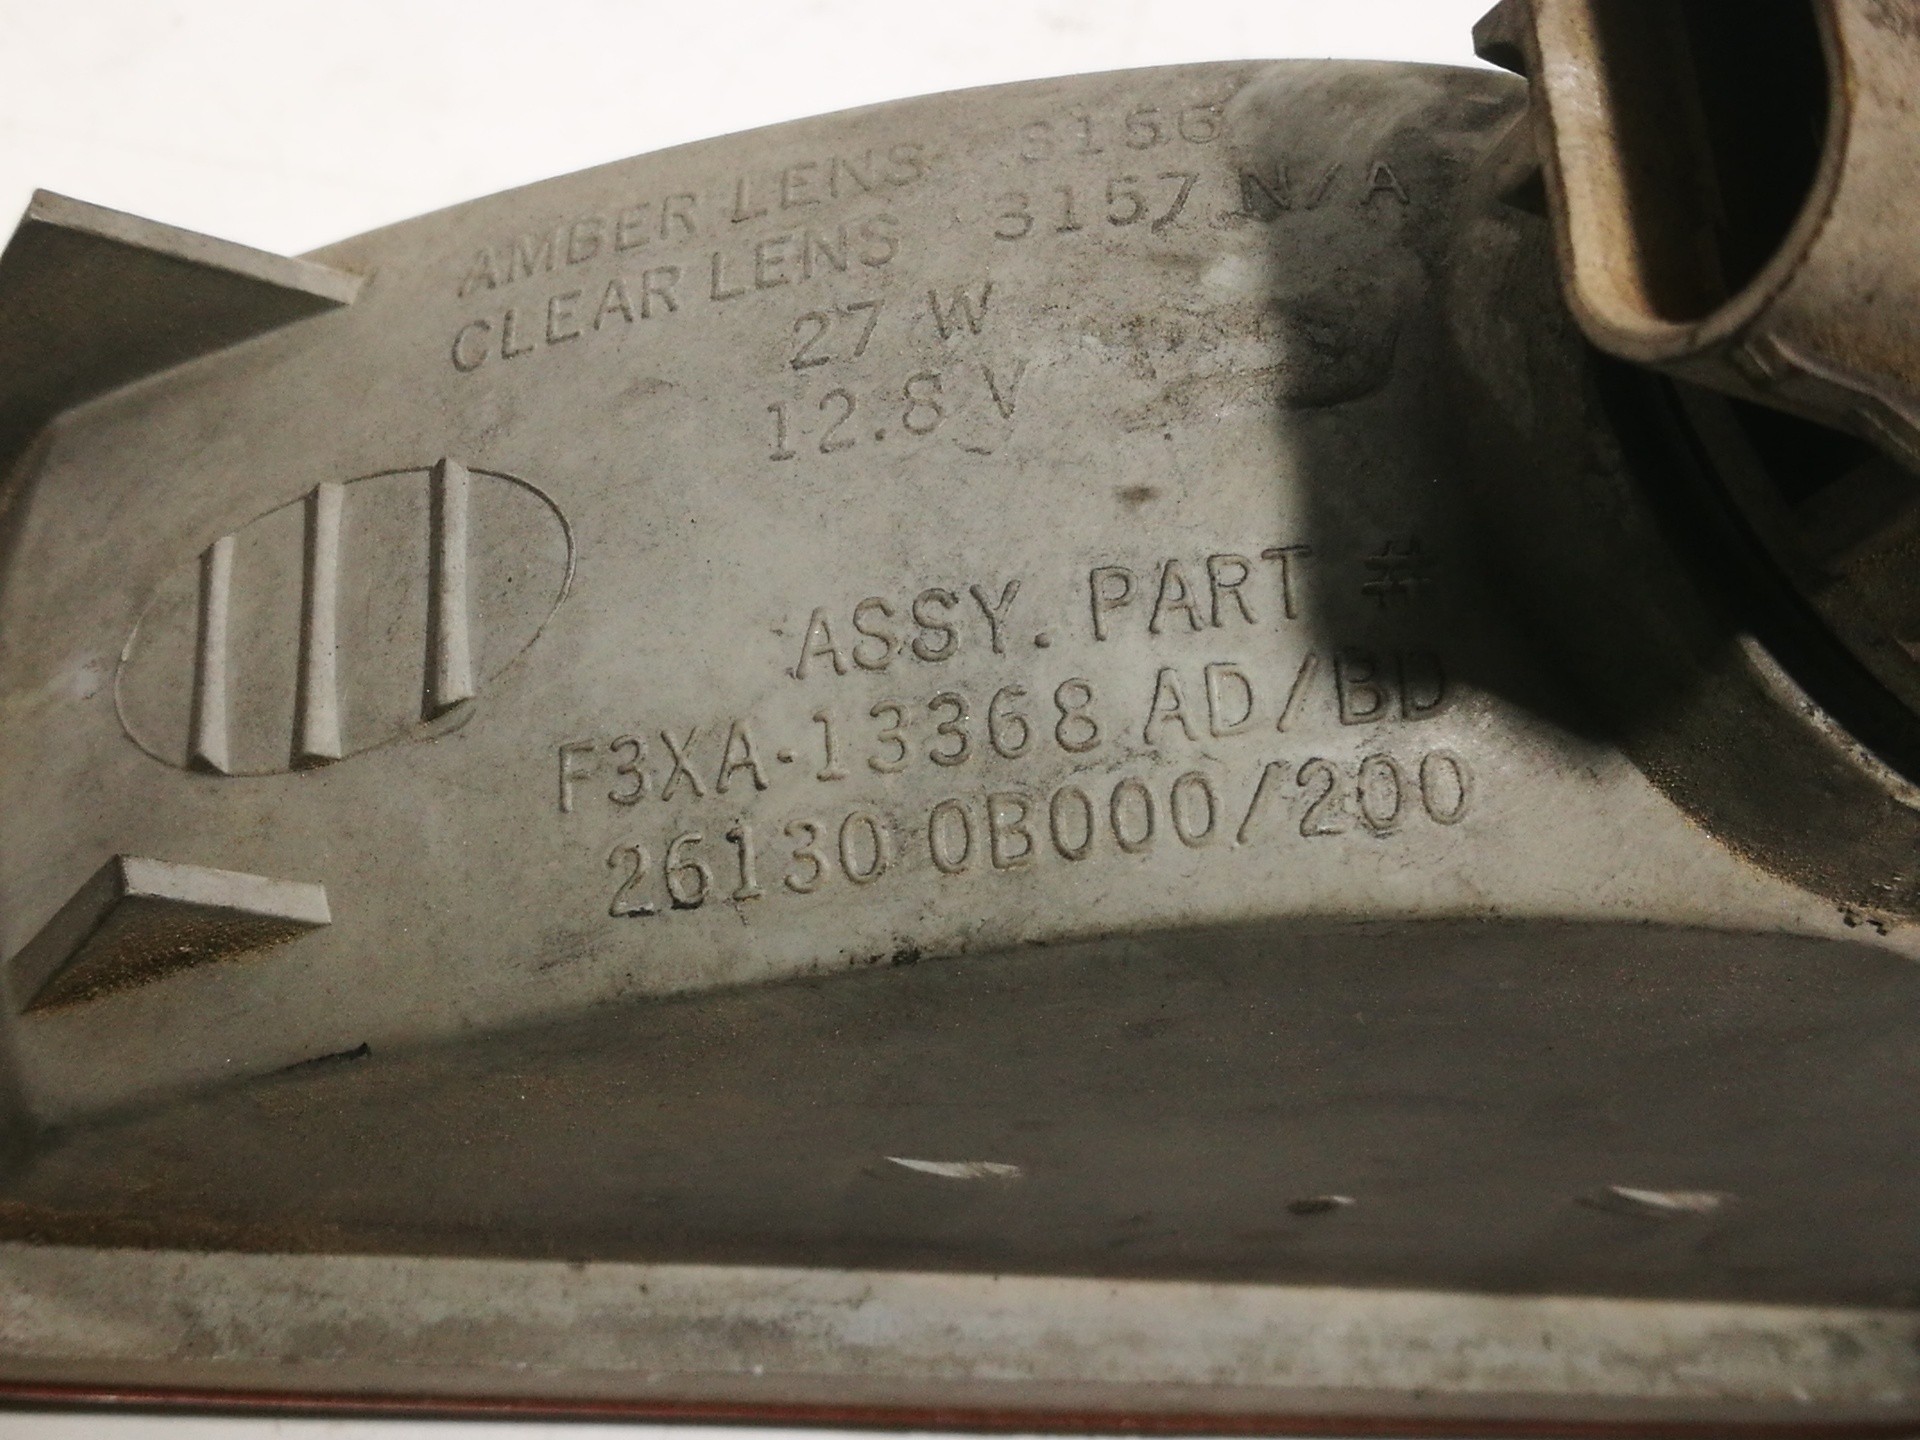 AMBER LENS 3156
CLEAR LENS 3157 N/A
27 W
12.8 V
ASSY. PART #
F3XA-13368 AD/BD
26130 0B000/200